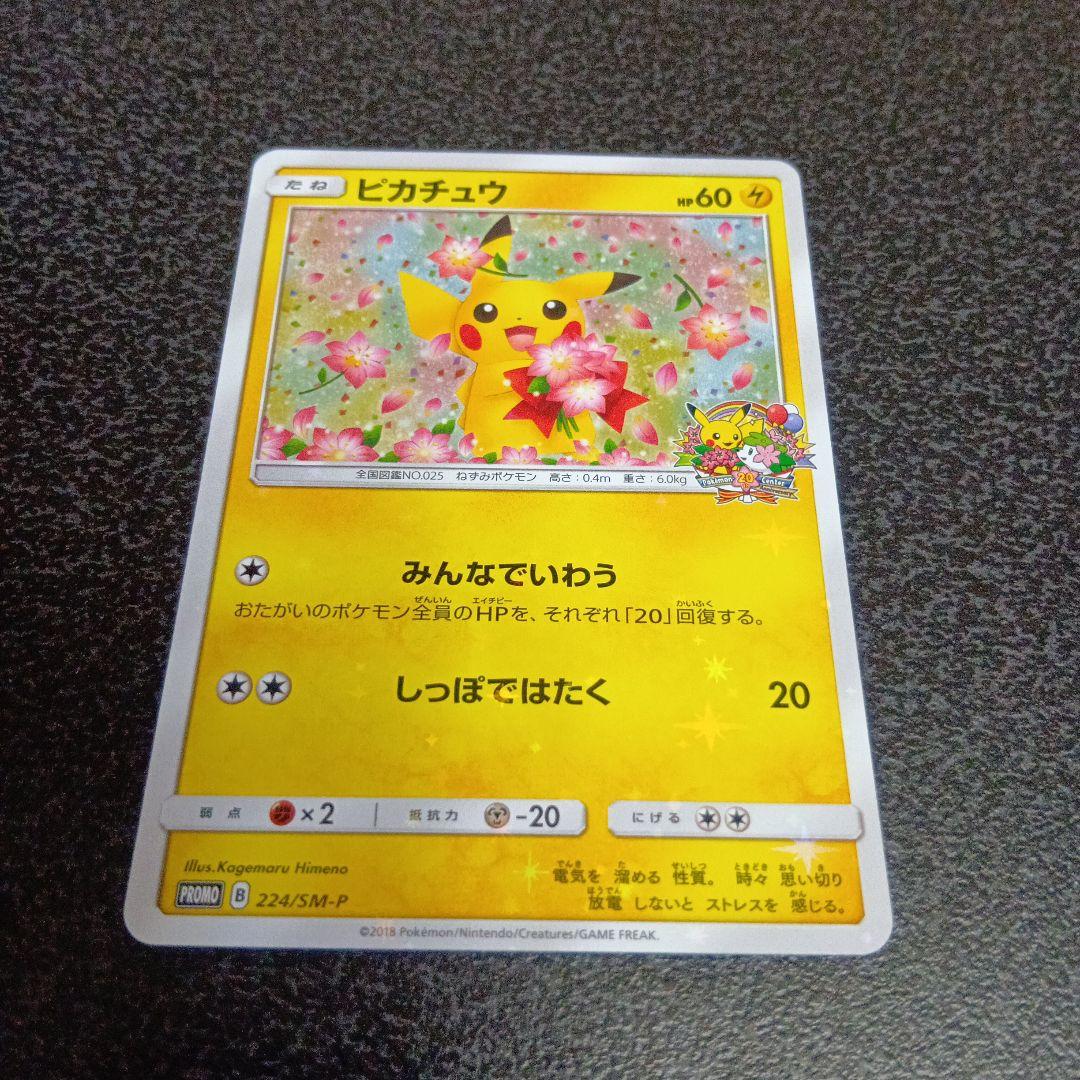 たね ピカチュウ HP60
Pokémon 20 Center
全国図鑑NO.025 ねずみポケモン 高さ:0.4m 重さ:6.0kg
みんなでいわう
ぜんいん エイチピー かいふく
おたがいのポケモン全員のHPを、それぞれ「20」回復する。
しっぽではたく 20
弱点 ×2 抵抗力 -20 にげる
Illus.Kagemaru Himeno
でんき た せいしつ ときどき おも き
電気を 溜める 性質。 時々 思い切り
ほうでん かん
放電 しないと ストレスを 感じる。
PROMO B 224/SM-P
©2018 Pokémon/Nintendo/Creatures/GAME FREAK.